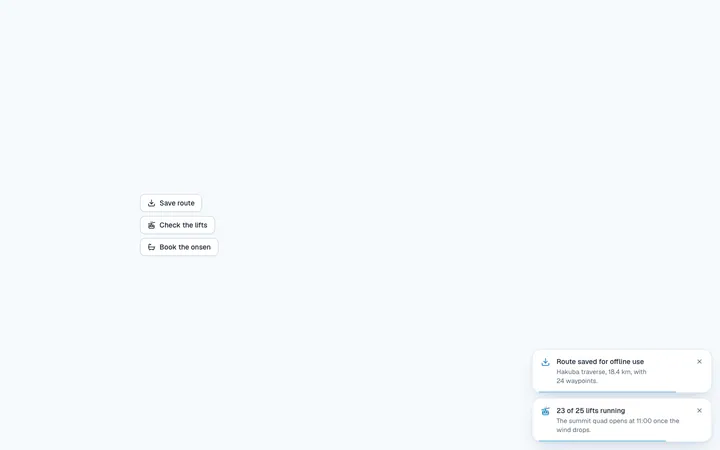 Save route
Check the lifts
Book the onsen
Route saved for offline use
Hakuba traverse, 18.4 km, with
24 waypoints.
23 of 25 lifts running
The summit quad opens at 11:00 once the
wind drops.